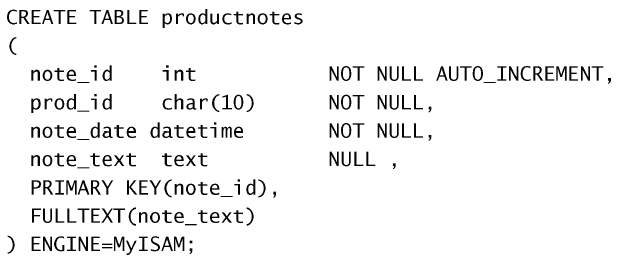 CREATE TABLE productnotes
(
  note_id    int           NOT NULL AUTO_INCREMENT,
  prod_id    char(10)      NOT NULL,
  note_date datetime       NOT NULL,
  note_text  text          NULL ,
  PRIMARY KEY(note_id),
  FULLTEXT(note_text)
) ENGINE=MyISAM;